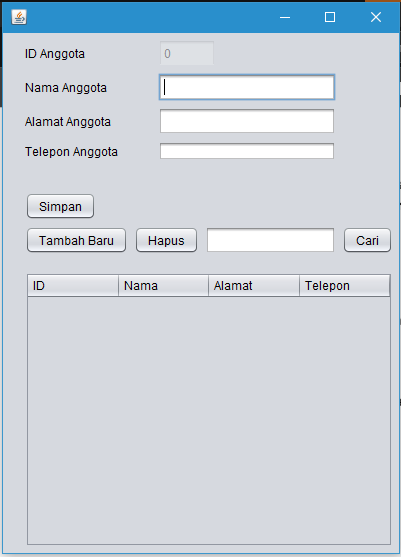 ID Anggota 0
Nama Anggota
Alamat Anggota
Telepon Anggota
Simpan
Tambah Baru Hapus Cari
ID Nama Alamat Telepon